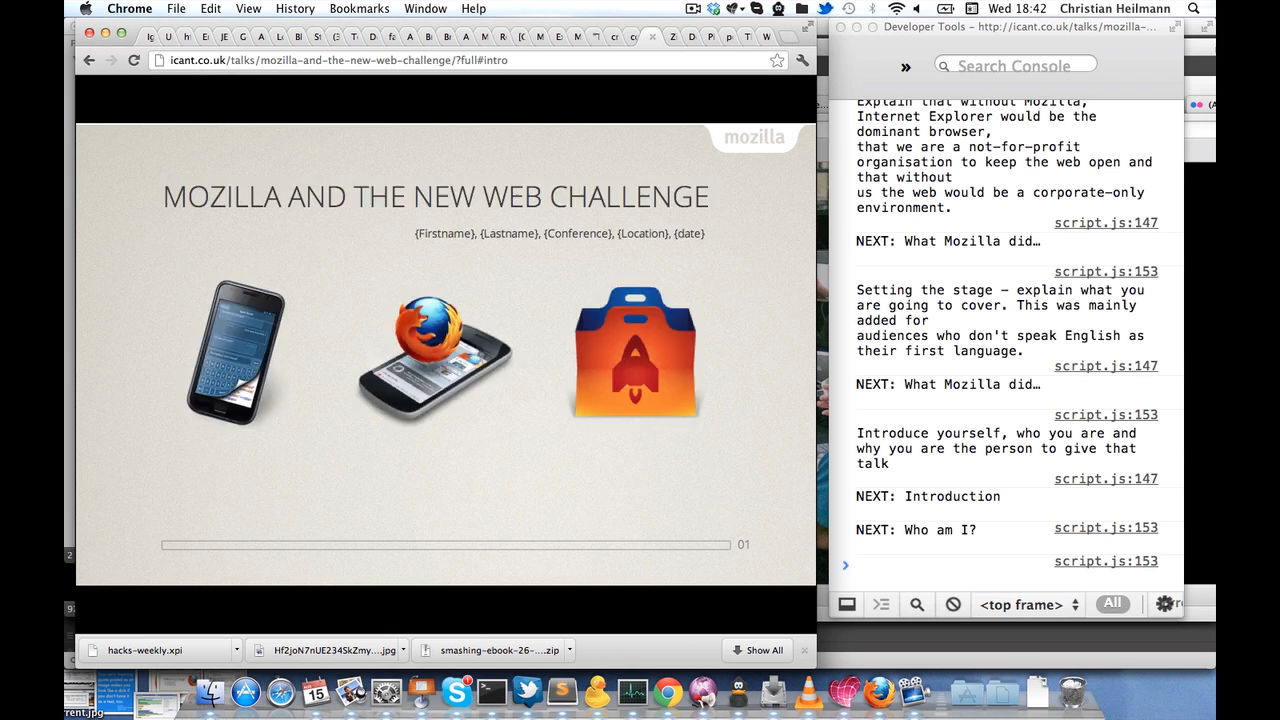 Chrome File Edit View History Bookmarks Window Help
Wed 18:42 Christian Heilmann
Developer Tools - http://icant.co.uk/talks/mozilla-...
icant.co.uk/talks/mozilla-and-the-new-web-challenge/?full#intro
mozilla
MOZILLA AND THE NEW WEB CHALLENGE
{Firstname}, {Lastname}, {Conference}, {Location}, {date}
01
hacks-weekly.xpi
Hf2joN7nUE234SkZmy....jpg
smashing-ebook-26-....zip
Show All
» Search Console
Explain that without Mozilla,
Internet Explorer would be the
dominant browser,
that we are a not-for-profit
organisation to keep the web open and
that without
us the web would be a corporate-only
environment.
script.js:147
NEXT: What Mozilla did…
script.js:153
Setting the stage – explain what you
are going to cover. This was mainly
added for
audiences who don't speak English as
their first language.
script.js:147
NEXT: What Mozilla did…
script.js:153
Introduce yourself, who you are and
why you are the person to give that
talk
script.js:147
NEXT: Introduction
script.js:153
NEXT: Who am I?
script.js:153
<top frame> All
15
rent.jpg